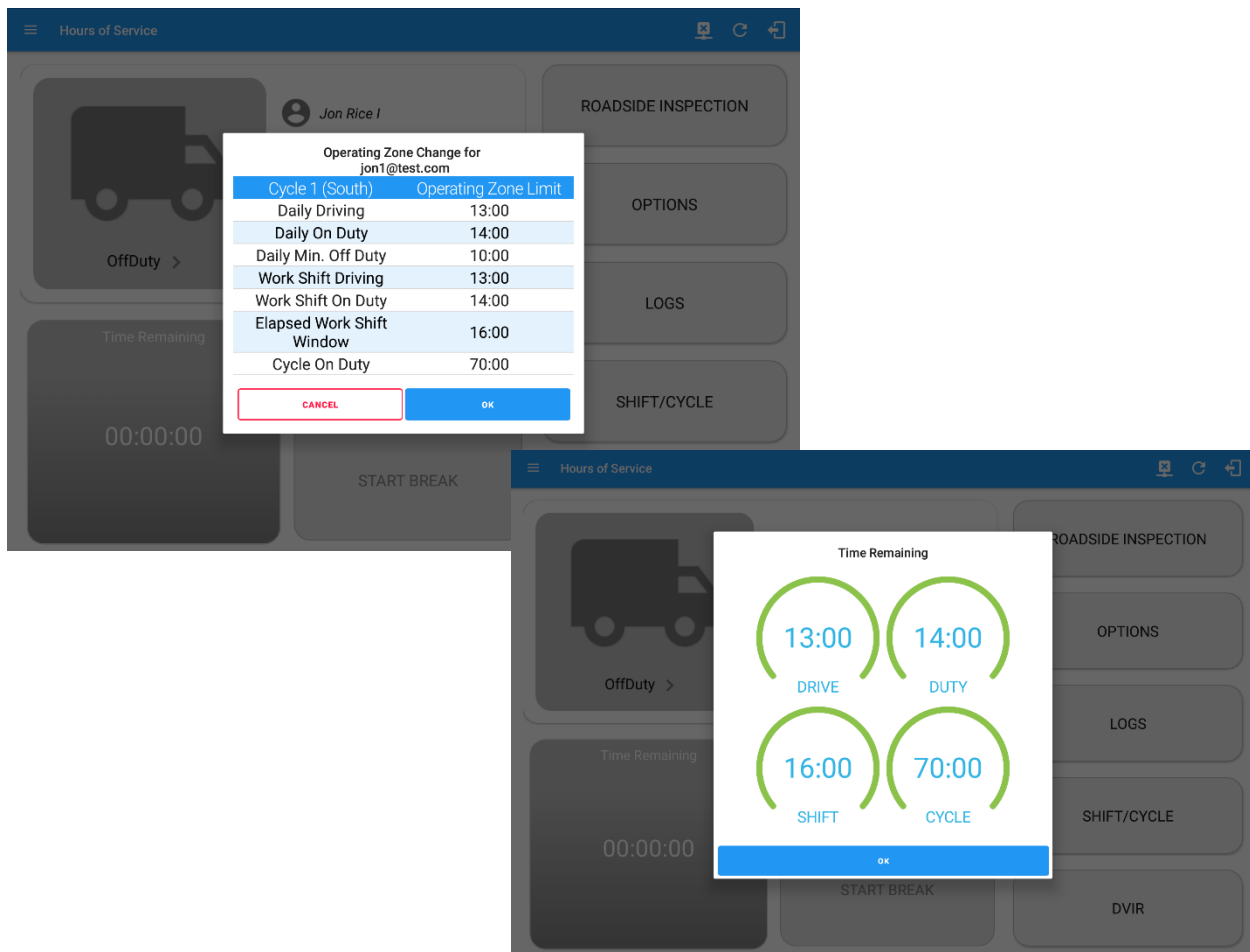 Hours of Service
Jon Rice I
OffDuty
Time Remaining
00:00:00
START BREAK
ROADSIDE INSPECTION
OPTIONS
LOGS
SHIFT/CYCLE
Operating Zone Change for
jon1@test.com
Cycle 1 (South) Operating Zone Limit
Daily Driving 13:00
Daily On Duty 14:00
Daily Min. Off Duty 10:00
Work Shift Driving 13:00
Work Shift On Duty 14:00
Elapsed Work Shift
Window 16:00
Cycle On Duty 70:00
CANCEL OK
Hours of Service
OffDuty
Time Remaining
00:00:00
START BREAK
ROADSIDE INSPECTION
OPTIONS
LOGS
SHIFT/CYCLE
DVIR
Time Remaining
13:00 14:00
DRIVE DUTY
16:00 70:00
SHIFT CYCLE
OK